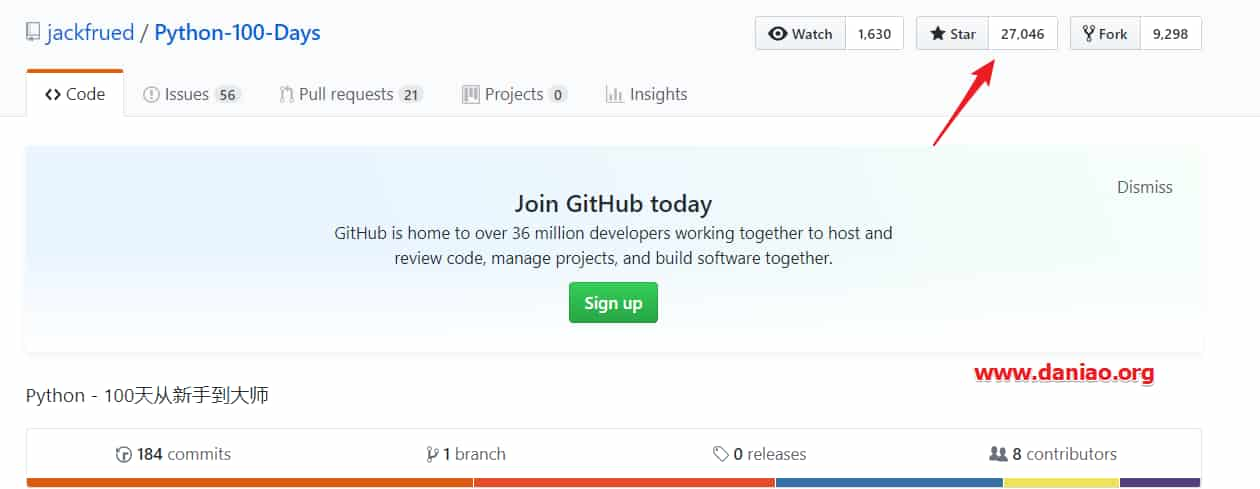 jackfrued / Python-100-Days
Watch 1,630 Star 27,046 Fork 9,298
Code Issues 56 Pull requests 21 Projects 0 Insights
Dismiss
Join GitHub today
GitHub is home to over 36 million developers working together to host and
review code, manage projects, and build software together.
Sign up
www.daniao.org
Python - 100天从新手到大师
184 commits 1 branch 0 releases 8 contributors